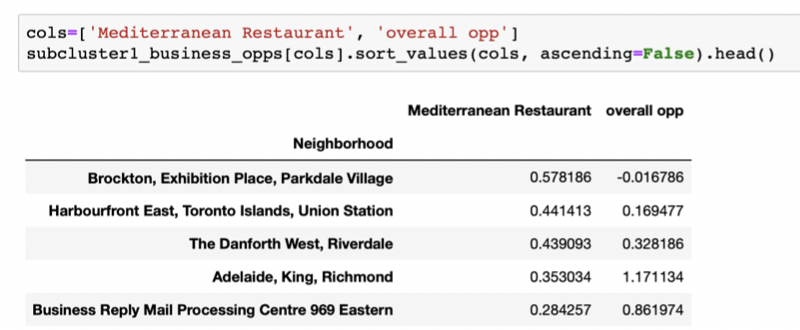 cols=['Mediterranean Restaurant', 'overall opp']
subcluster1_business_opps[cols].sort_values(cols, ascending=False).head()
Mediterranean Restaurant overall opp
Neighborhood
Brockton, Exhibition Place, Parkdale Village 0.578186 -0.016786
Harbourfront East, Toronto Islands, Union Station 0.441413 0.169477
The Danforth West, Riverdale 0.439093 0.328186
Adelaide, King, Richmond 0.353034 1.171134
Business Reply Mail Processing Centre 969 Eastern 0.284257 0.861974